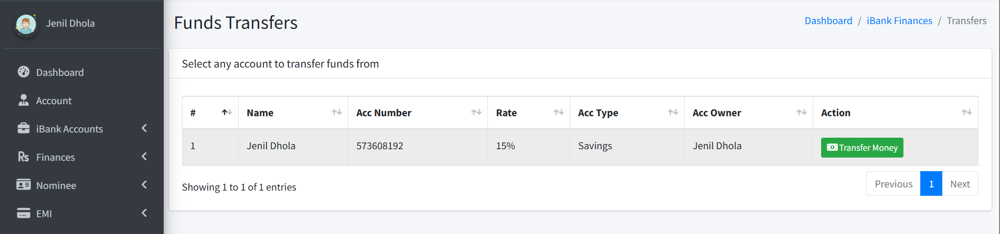 Jenil Dhola
Dashboard
Account
iBank Accounts
Rs Finances
Nominee
EMI
Funds Transfers
Dashboard / iBank Finances / Transfers
Select any account to transfer funds from
# Name Acc Number Rate Acc Type Acc Owner Action
1 Jenil Dhola 573608192 15% Savings Jenil Dhola Transfer Money
Showing 1 to 1 of 1 entries
Previous 1 Next